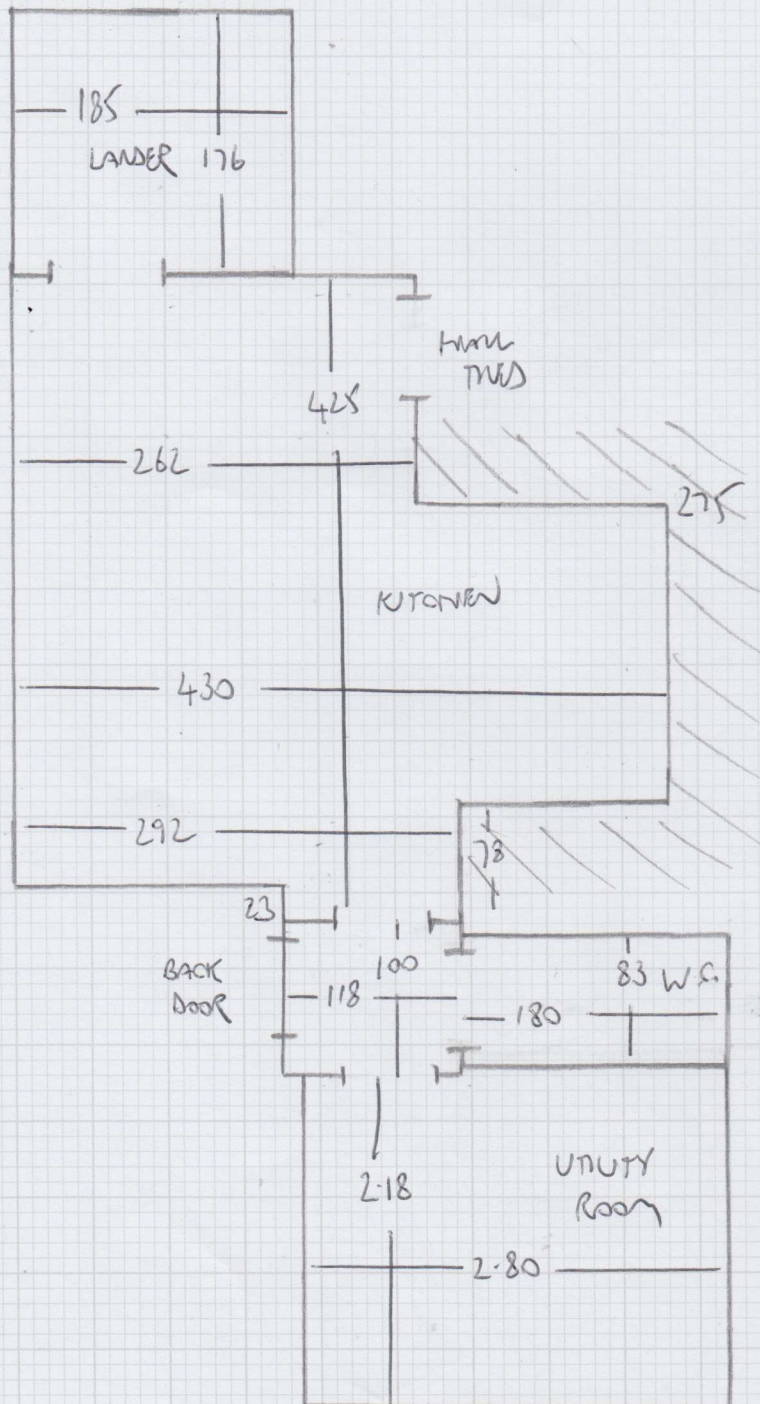 185
LANDER 176
HALL
TILES
425
262
275
KITCHEN
430
292
78
23
BACK
DOOR
100
118
83 W.C.
180
2.18
UTILITY
ROOM
2.80